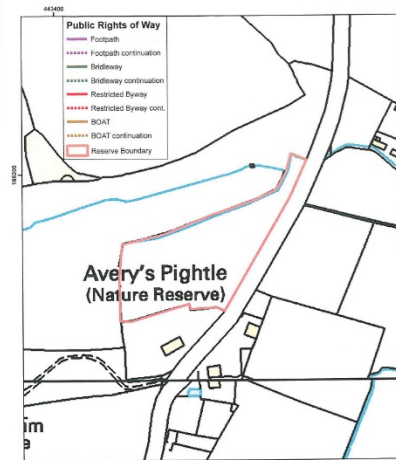 443400
Public Rights of Way
Footpath
Footpath continuation
Bridleway
Bridleway continuation
Restricted Byway
Restricted Byway cont.
BOAT
BOAT continuation
Reserve Boundary
Avery's Pightle
(Nature Reserve)